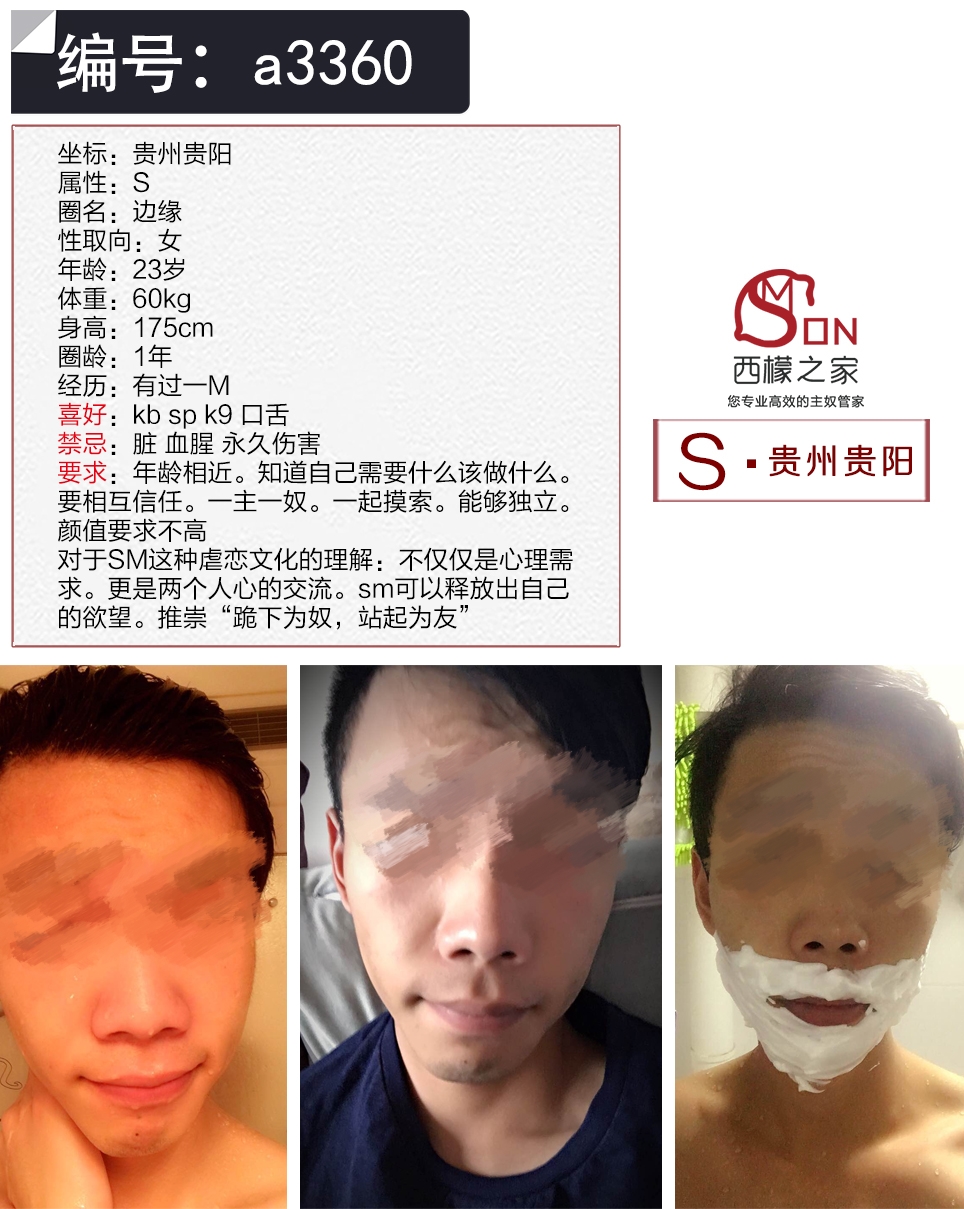 编号：a3360
坐标：贵州贵阳
属性：S
圈名：边缘
性取向：女
年龄：23岁
体重：60kg
身高：175cm
圈龄：1年
经历：有过一M
喜好：kb sp k9 口舌
禁忌：脏 血腥 永久伤害
要求：年龄相近。知道自己需要什么该做什么。
要相互信任。一主一奴。一起摸索。能够独立。
颜值要求不高
对于SM这种虐恋文化的理解：不仅仅是心理需
求。更是两个人心的交流。sm可以释放出自己
的欲望。推崇“跪下为奴，站起为友”
SMON
西檬之家
您专业高效的主奴管家
S·贵州贵阳